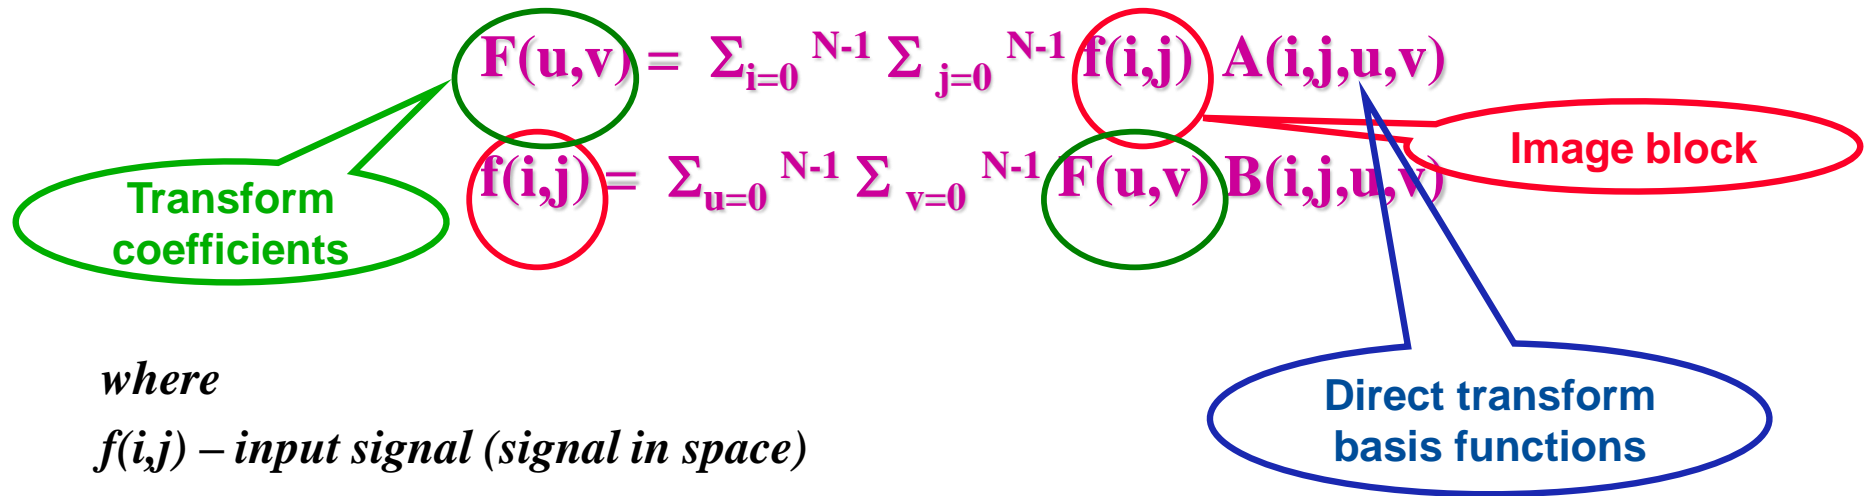 F(u,v) = Σi=0 N-1 Σ j=0 N-1 f(i,j) A(i,j,u,v)
f(i,j) = Σu=0 N-1 Σ v=0 N-1 F(u,v) B(i,j,u,v)
Image block
Transform
coefficients
Direct transform
basis functions
where
f(i,j) – input signal (signal in space)